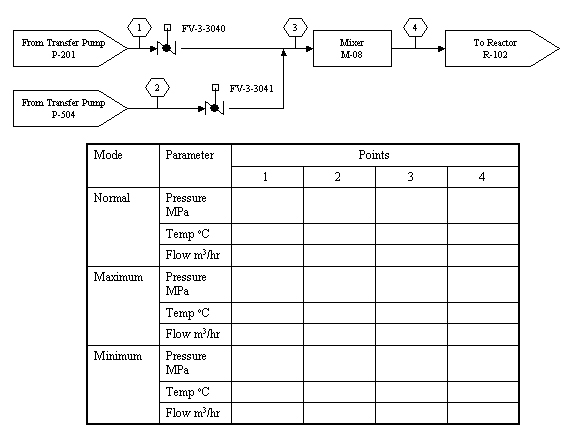 1
FV-3-3040
3
4
From Transfer Pump
P-201
Mixer
M-08
To Reactor
R-102
2
FV-3-3041
From Transfer Pump
P-504
Mode Parameter Points
1 2 3 4
Normal Pressure
MPa
Temp °C
Flow m³/hr
Maximum Pressure
MPa
Temp °C
Flow m³/hr
Minimum Pressure
MPa
Temp °C
Flow m³/hr